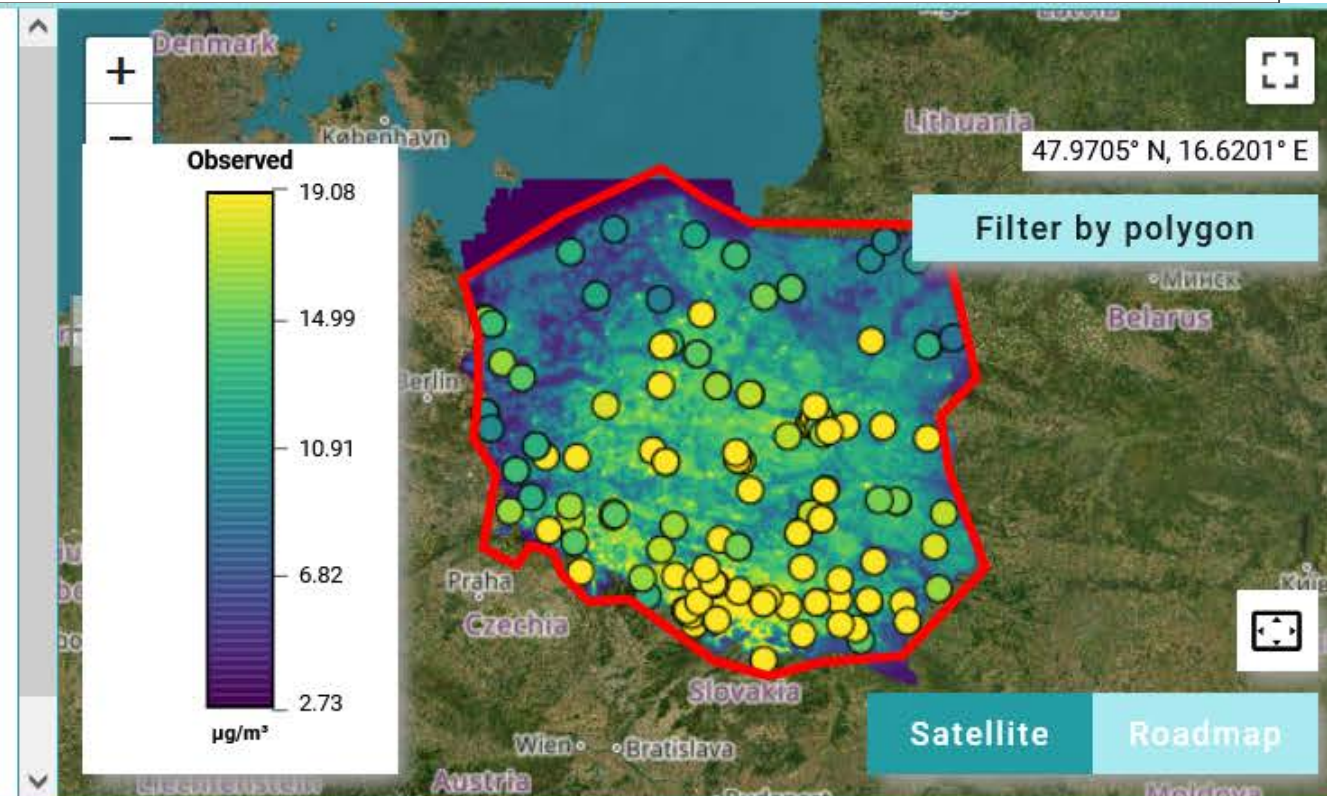 Denmark
+
København
Lithuania
−
47.9705° N, 16.6201° E
Observed
19.08
Filter by polygon
Минск
14.99
Belarus
Berlin
10.91
6.82
Praha
Czechia
2.73
Slovakia
µg/m³
Satellite
Roadmap
Wien
Bratislava
Austria